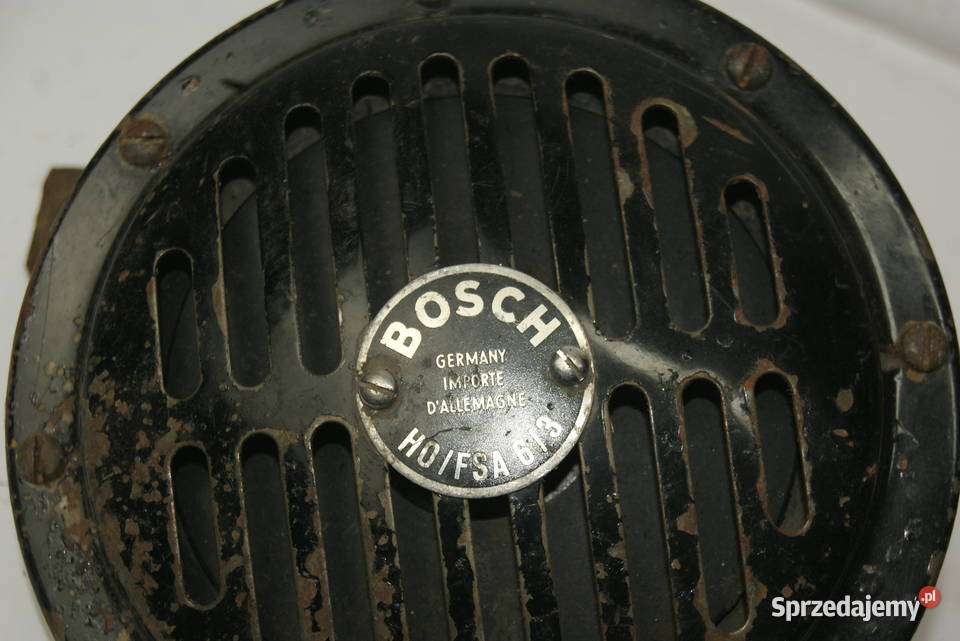 BOSCH
GERMANY
IMPORTE
D'ALLEMAGNE
HO/FSA 6/3
Sprzedajemy.pl